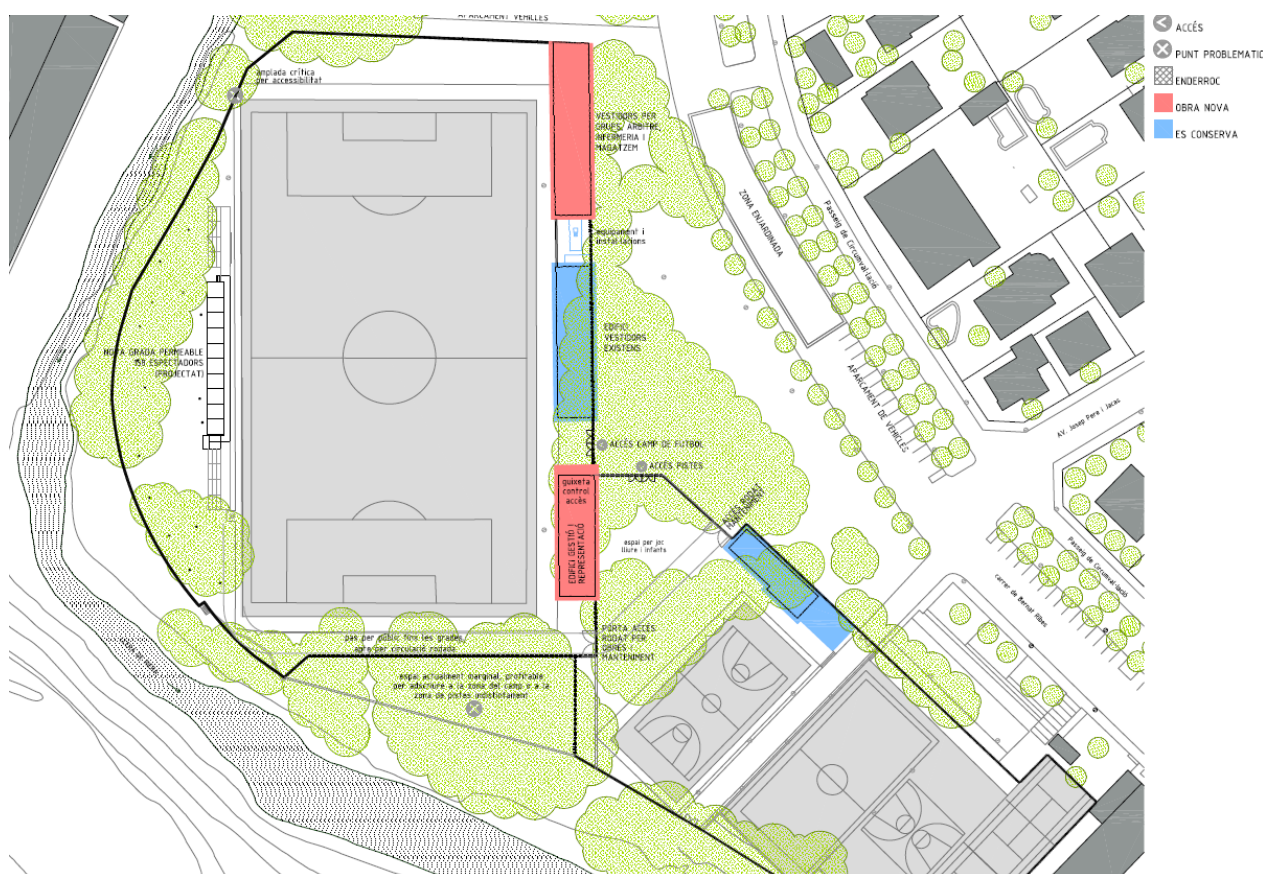 APARCAMENT VEHICLES
ACCÉS
PUNT PROBLEMATIC
ENDERROC
OBRA NOVA
ES CONSERVA
amplada crítica
per accessibilitat
VESTIDORS PER
GRUPS, ÀRBITRE,
INFERMERIA I
MAGATZEM
equipament i
instal·lacions
ZONA ENJARDINADA
Passeig de Circumval·lació
NOVA GRADA PERMEABLE
159 ESPECTADORS
(PROJECTAT)
EDIFICI
VESTIDORS
EXISTENS
APARCAMENT DE VEHICLES
AV. Josep Pere i Jacas
ACCÉS CAMP DE FUTBOL
ACCÉS PISTES
guixeta
control
accés
EDIFICI GESTIÓ I
REPRESENTACIÓ
ACCÉS RODAT
MANTENIMENT
espai per joc
lliure i infants
Passeig de Circumval·lació
carrer de Bernat Ribes
PORTA ACCÉS
RODAT PER
OBRES
MANTENIMENT
pas per públic fins les grades,
apte per circulació rodada
espai actualment marginal, profitable
per adscriure a la zona del camp o a la
zona de pistes indistintament